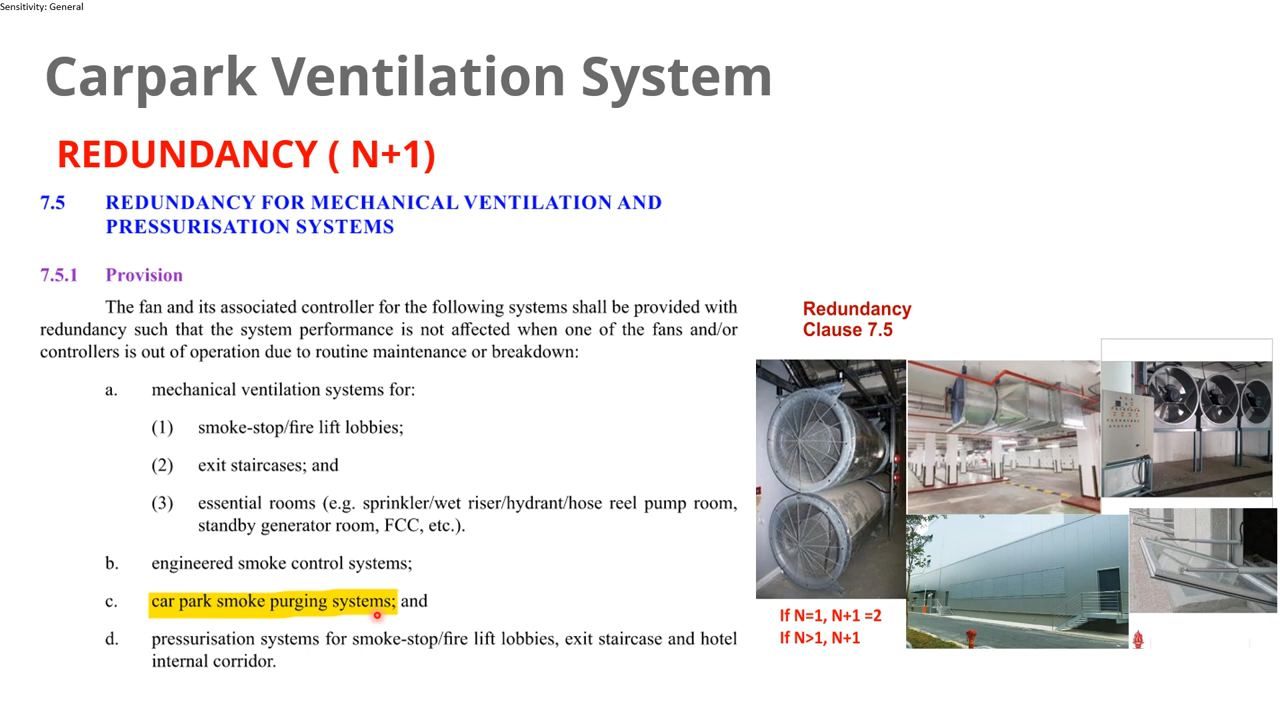 Sensitivity: General
Carpark Ventilation System
REDUNDANCY ( N+1)
7.5 REDUNDANCY FOR MECHANICAL VENTILATION AND
PRESSURISATION SYSTEMS
7.5.1 Provision
The fan and its associated controller for the following systems shall be provided with
redundancy such that the system performance is not affected when one of the fans and/or
controllers is out of operation due to routine maintenance or breakdown:
a. mechanical ventilation systems for:
(1) smoke-stop/fire lift lobbies;
(2) exit staircases; and
(3) essential rooms (e.g. sprinkler/wet riser/hydrant/hose reel pump room,
standby generator room, FCC, etc.).
b. engineered smoke control systems;
c. car park smoke purging systems; and
d. pressurisation systems for smoke-stop/fire lift lobbies, exit staircase and hotel
internal corridor.
Redundancy
Clause 7.5
If N=1, N+1 =2
If N>1, N+1